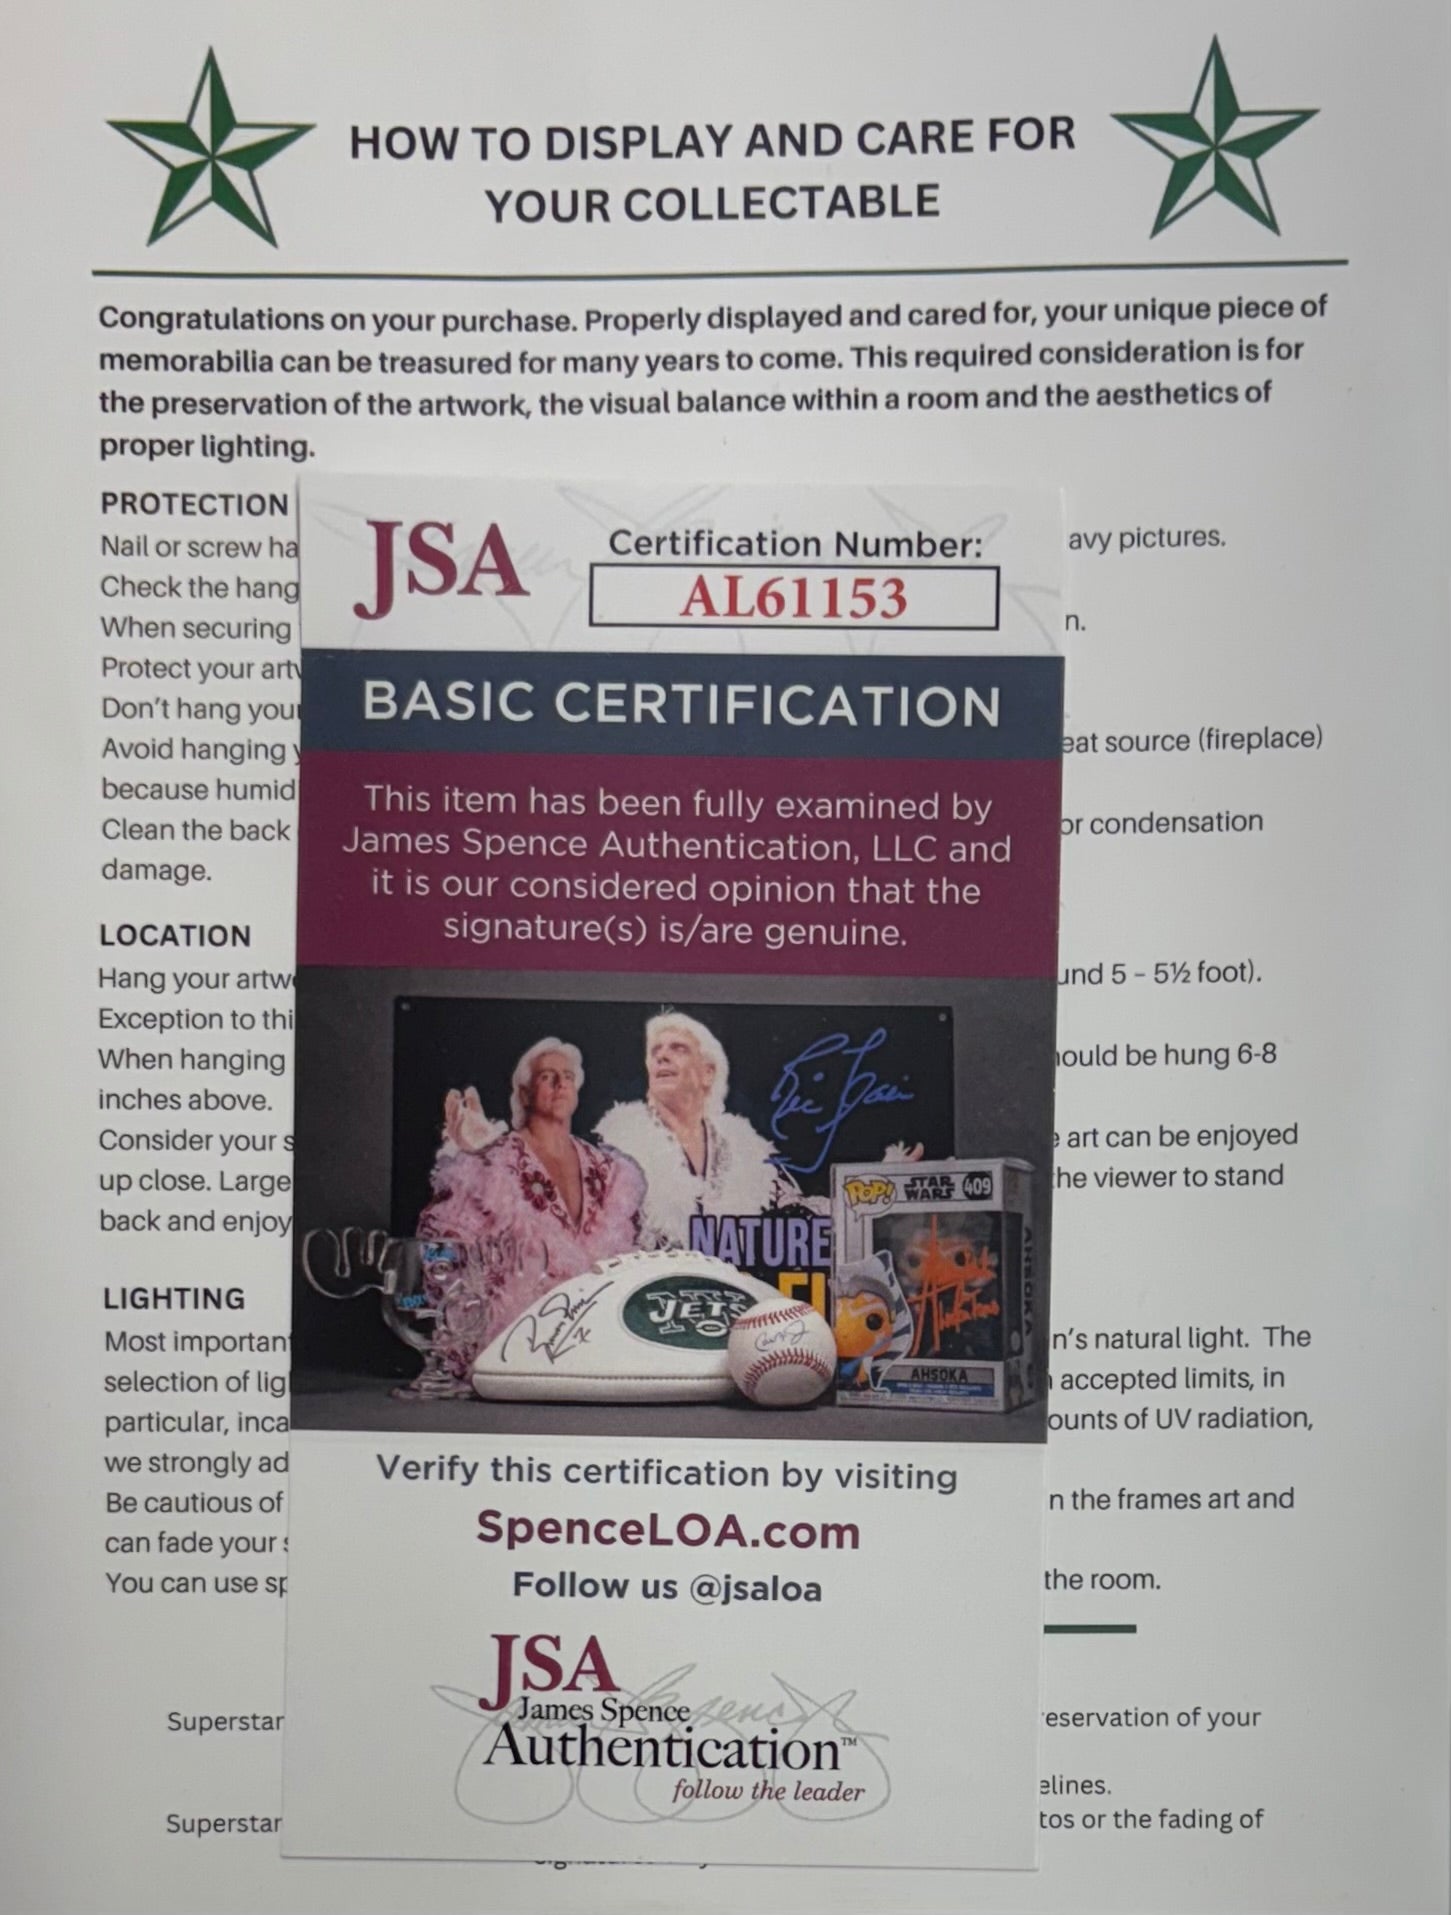 HOW TO DISPLAY AND CARE FOR
YOUR COLLECTABLE
Congratulations on your purchase. Properly displayed and cared for, your unique piece of
memorabilia can be treasured for many years to come. This required consideration is for
the preservation of the artwork, the visual balance within a room and the aesthetics of
proper lighting.
PROTECTION
Nail or screw ha
avy pictures.
Check the hang
When securing
n.
Protect your art
Don't hang you
Avoid hanging
eat source (fireplace)
because humid
Clean the back
or condensation
damage.
LOCATION
Hang your artw
und 5 - 5½ foot).
Exception to thi
When hanging
ould be hung 6-8
inches above.
Consider your s
art can be enjoyed
up close. Large
he viewer to stand
back and enjoy
LIGHTING
Most important
n's natural light. The
selection of lig
accepted limits, in
particular, inca
ounts of UV radiation,
we strongly ad
Be cautious of
n the frames art and
can fade your
You can use sp
the room.
Superstar
eservation of your
elines.
Superstar
tos or the fading of
JSA
Certification Number:
AL61153
BASIC CERTIFICATION
This item has been fully examined by
James Spence Authentication, LLC and
it is our considered opinion that the
signature(s) is/are genuine.
Ric Flair
NATURE
JETS
POP! STAR WARS 409
AHSOKA
AHSOKA
Verify this certification by visiting
SpenceLOA.com
Follow us @jsaloa
JSA
James Spence
Authentication™
follow the leader